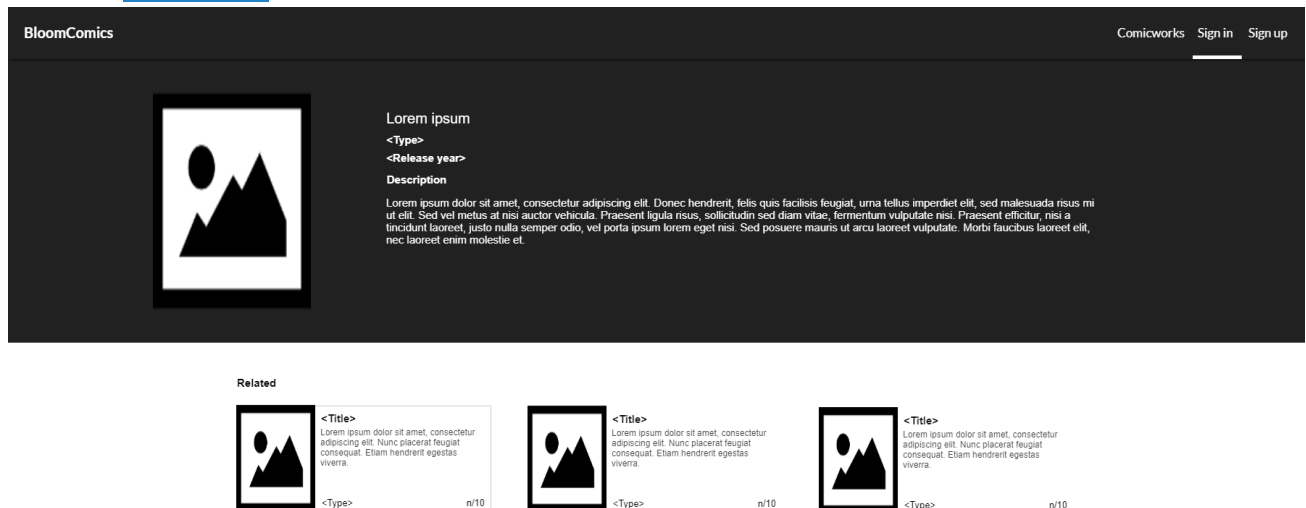 BloomComics
Comicworks Sign in Sign up
Lorem ipsum
<Type>
<Release year>
Description
Lorem ipsum dolor sit amet, consectetur adipiscing elit. Donec hendrerit, felis quis facilisis feugiat, urna tellus imperdiet elit, sed malesuada risus mi
ut elit. Sed vel metus at nisi auctor vehicula. Praesent ligula risus, sollicitudin sed diam vitae, fermentum vulputate nisi. Praesent efficitur, nisi a
tincidunt laoreet, justo nulla semper odio, vel porta ipsum lorem eget nisi. Sed posuere mauris ut arcu laoreet vulputate. Morbi faucibus laoreet elit,
nec laoreet enim molestie et.
Related
<Title>
Lorem ipsum dolor sit amet, consectetur
adipiscing elit. Nunc placerat feugiat
consequat. Etiam hendrerit egestas
viverra.
<Type> n/10
<Title>
Lorem ipsum dolor sit amet, consectetur
adipiscing elit. Nunc placerat feugiat
consequat. Etiam hendrerit egestas
viverra.
<Type> n/10
<Title>
Lorem ipsum dolor sit amet, consectetur
adipiscing elit. Nunc placerat feugiat
consequat. Etiam hendrerit egestas
viverra.
<Type> n/10